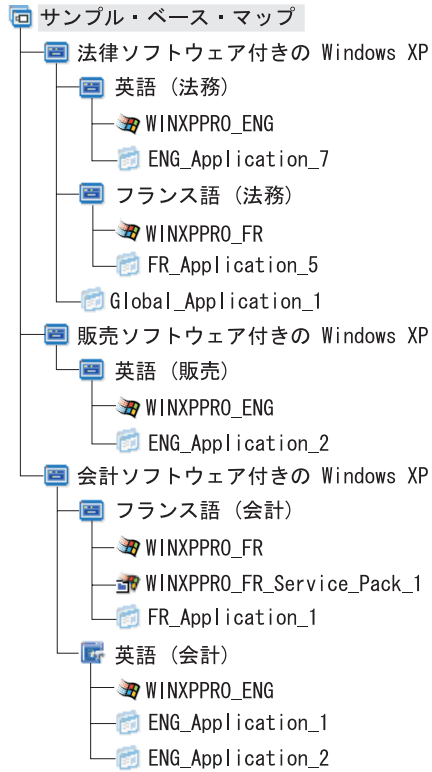 サンプル・ベース・マップ
法律ソフトウェア付きの Windows XP
英語（法務）
WINXPPRO_ENG
ENG_Application_7
フランス語（法務）
WINXPPRO_FR
FR_Application_5
Global_Application_1
販売ソフトウェア付きの Windows XP
英語（販売）
WINXPPRO_ENG
ENG_Application_2
会計ソフトウェア付きの Windows XP
フランス語（会計）
WINXPPRO_FR
WINXPPRO_FR_Service_Pack_1
FR_Application_1
英語（会計）
WINXPPRO_ENG
ENG_Application_1
ENG_Application_2